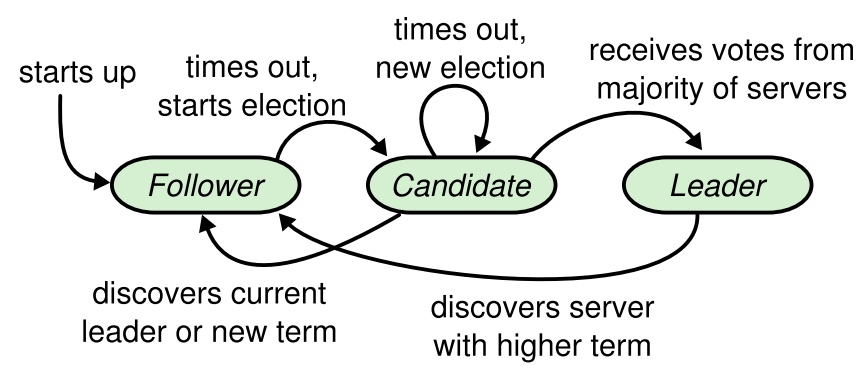 starts up
times out,
starts election
times out,
new election
receives votes from
majority of servers
Follower
Candidate
Leader
discovers current
leader or new term
discovers server
with higher term